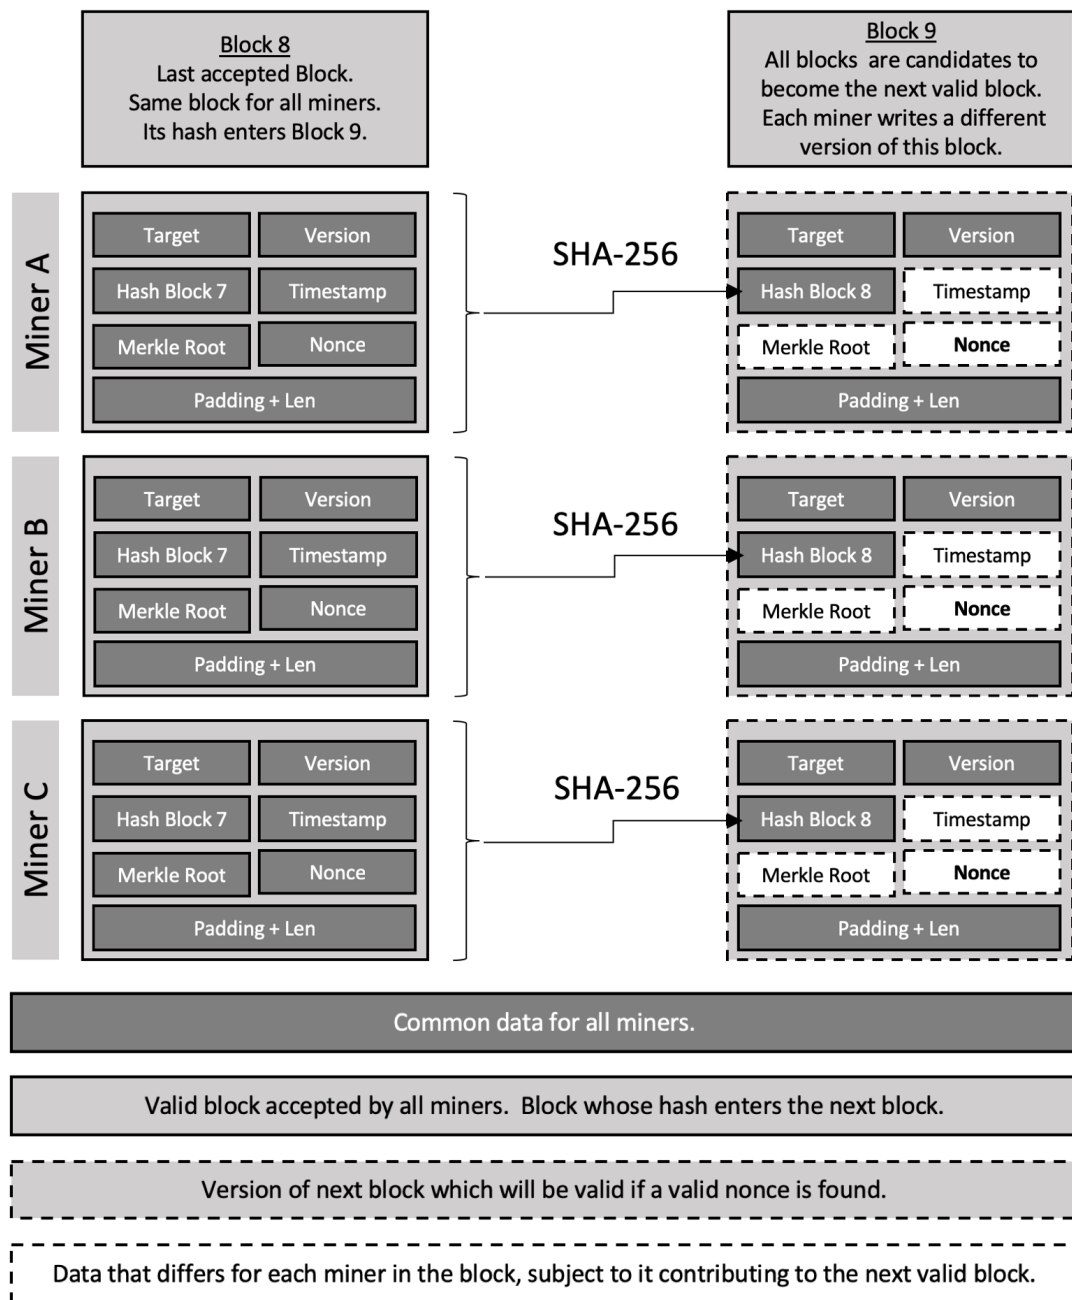 Block 8
Last accepted Block.
Same block for all miners.
Its hash enters Block 9.
Block 9
All blocks are candidates to
become the next valid block.
Each miner writes a different
version of this block.
Miner A
Target
Version
Hash Block 7
Timestamp
Merkle Root
Nonce
Padding + Len
SHA-256
Target
Version
Hash Block 8
Timestamp
Merkle Root
Nonce
Padding + Len
Miner B
Target
Version
Hash Block 7
Timestamp
Merkle Root
Nonce
Padding + Len
SHA-256
Target
Version
Hash Block 8
Timestamp
Merkle Root
Nonce
Padding + Len
Miner C
Target
Version
Hash Block 7
Timestamp
Merkle Root
Nonce
Padding + Len
SHA-256
Target
Version
Hash Block 8
Timestamp
Merkle Root
Nonce
Padding + Len
Common data for all miners.
Valid block accepted by all miners. Block whose hash enters the next block.
Version of next block which will be valid if a valid nonce is found.
Data that differs for each miner in the block, subject to it contributing to the next valid block.